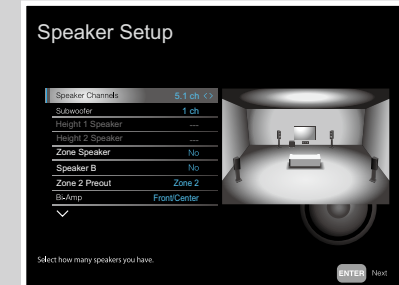 Speaker Setup
Speaker Channels 5.1 ch <>
Subwoofer 1 ch
Height 1 Speaker ---
Height 2 Speaker ---
Zone Speaker No
Speaker B No
Zone 2 Preout Zone 2
Bi-Amp Front/Center
Select how many speakers you have.
ENTER Next